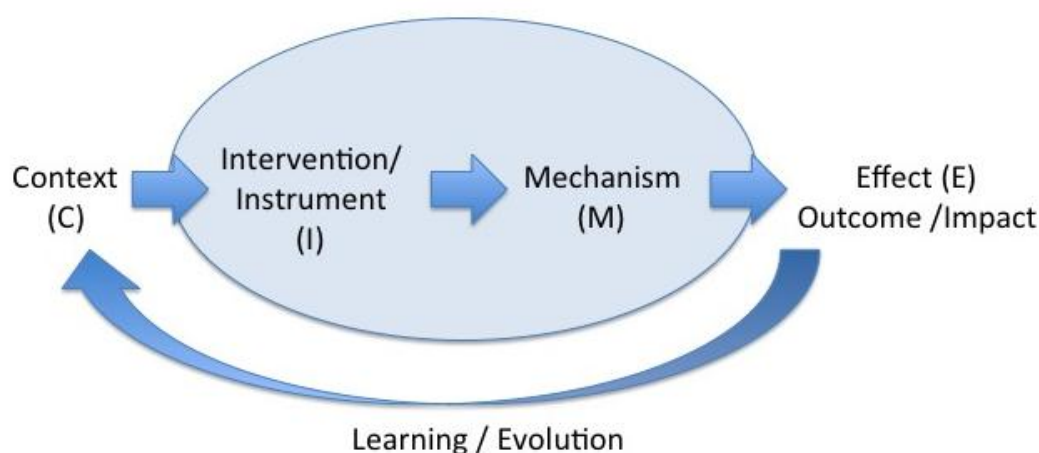 Context
(C)
Intervention/
Instrument
(I)
Mechanism
(M)
Effect (E)
Outcome /Impact
Learning / Evolution